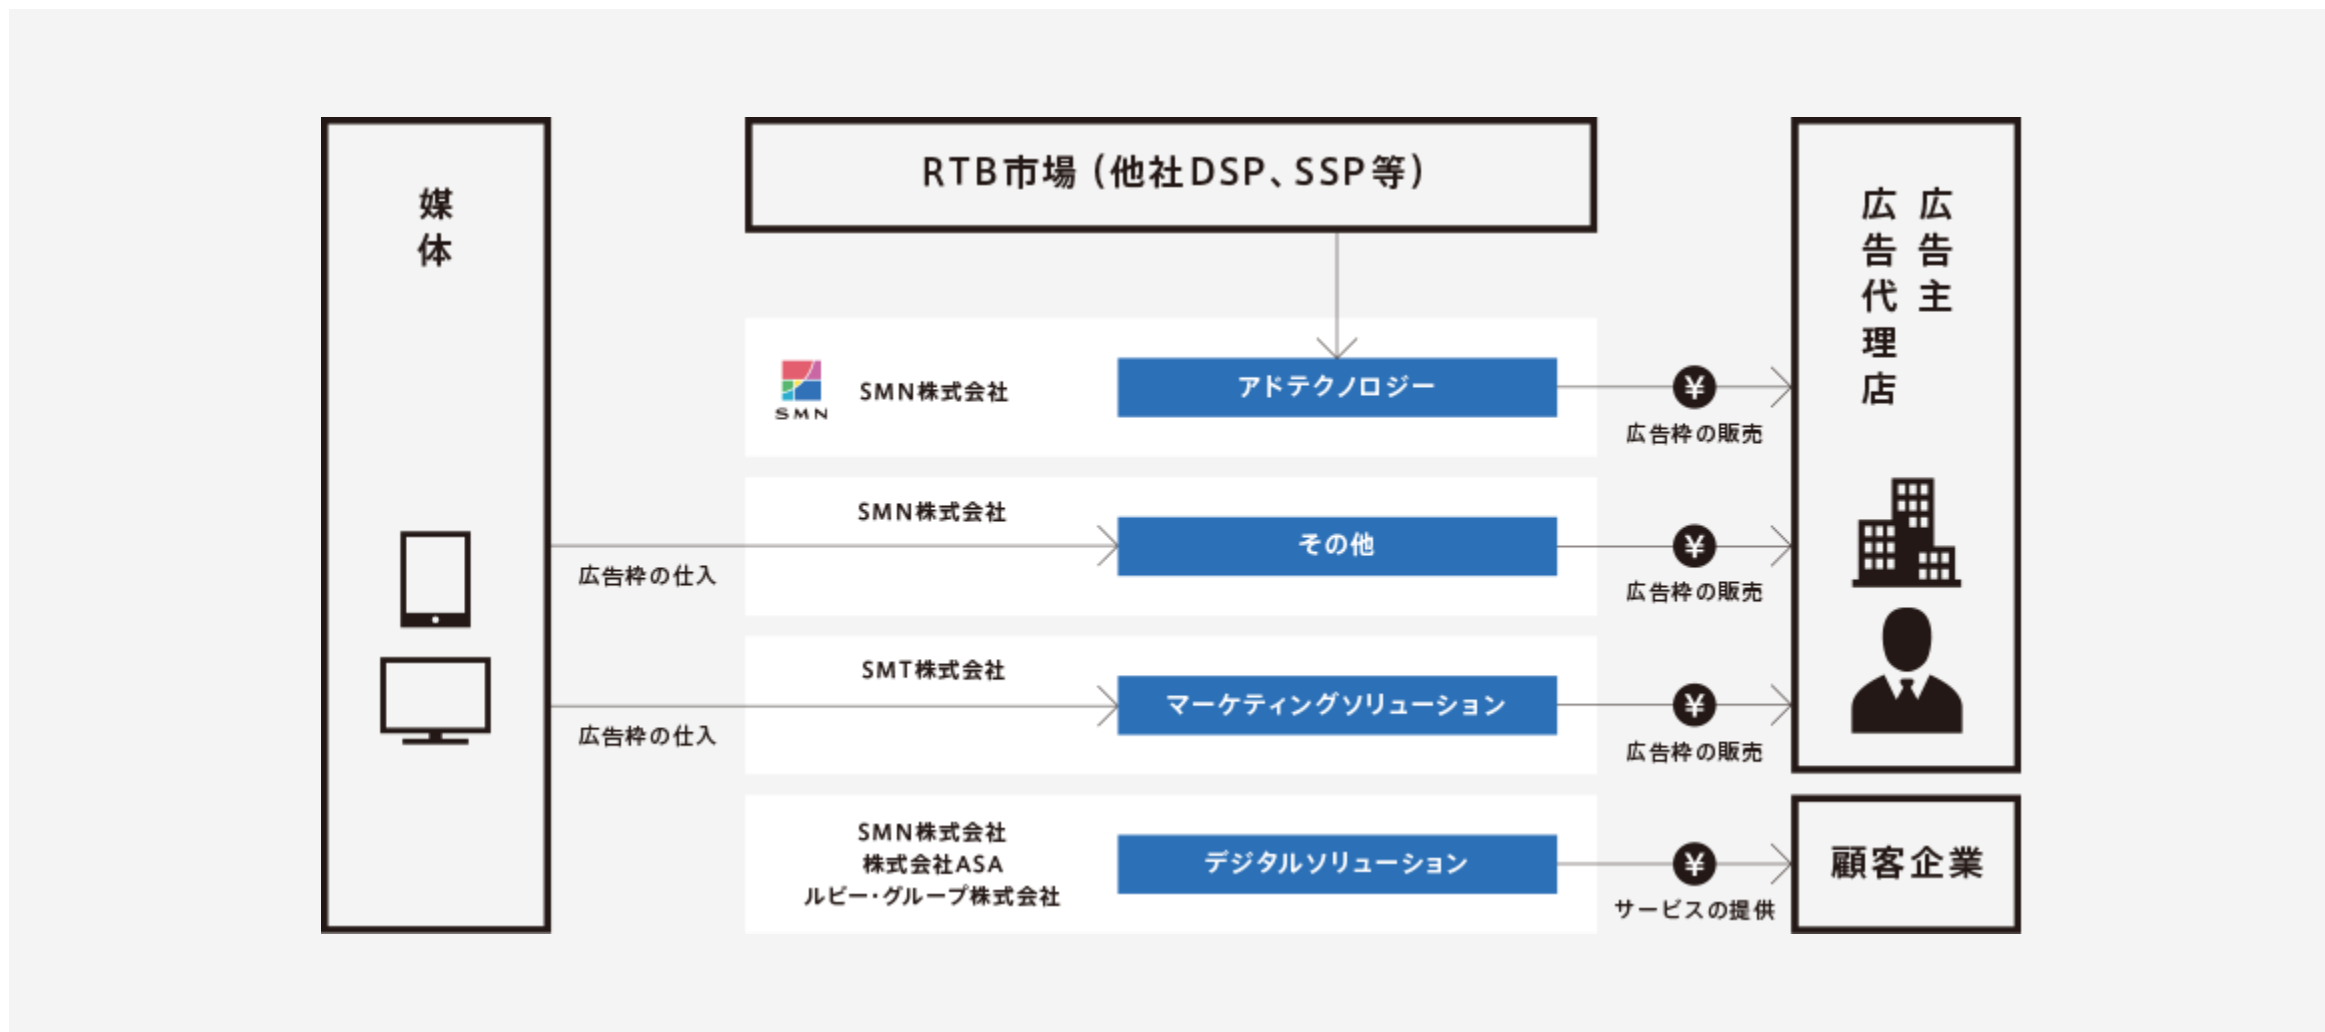 媒体
RTB市場(他社DSP、SSP等)
広告主
広告代理店
SMN
SMN株式会社
アドテクノロジー
¥
広告枠の販売
SMN株式会社
広告枠の仕入
その他
¥
広告枠の販売
SMT株式会社
広告枠の仕入
マーケティングソリューション
¥
広告枠の販売
SMN株式会社
株式会社ASA
ルビー・グループ株式会社
デジタルソリューション
¥
サービスの提供
顧客企業